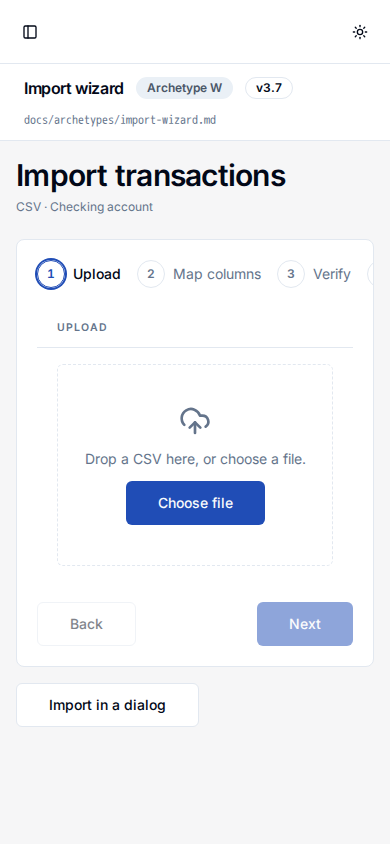 Import wizard Archetype W v3.7
docs/archetypes/import-wizard.md
Import transactions
CSV · Checking account
1 Upload 2 Map columns 3 Verify
UPLOAD
Drop a CSV here, or choose a file.
Choose file
Back Next
Import in a dialog